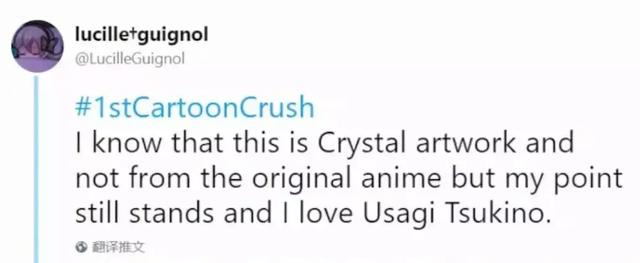 lucille†guignol
@LucilleGuignol
#1stCartoonCrush
I know that this is Crystal artwork and
not from the original anime but my point
still stands and I love Usagi Tsukino.
翻译推文